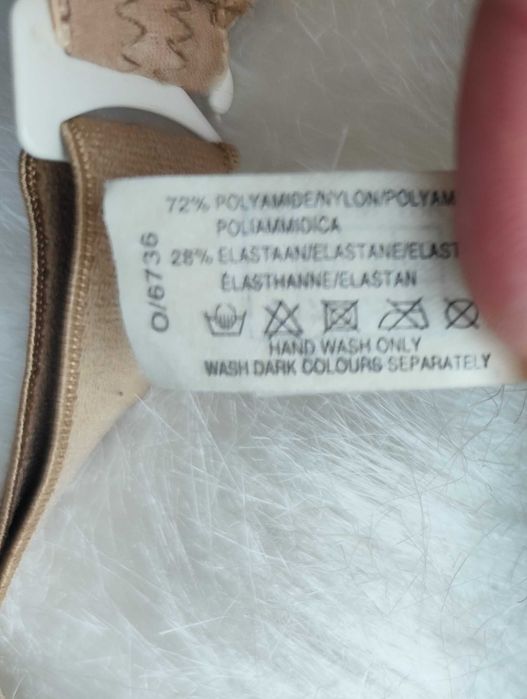 72% POLYAMIDE/NYLON/POLYAM
POLIAMMIDICA
28% ELASTAAN/ELASTANE/ELAST
ÉLASTHANNE/ELASTAN
HAND WASH ONLY
WASH DARK COLOURS SEPARATELY
O/6736